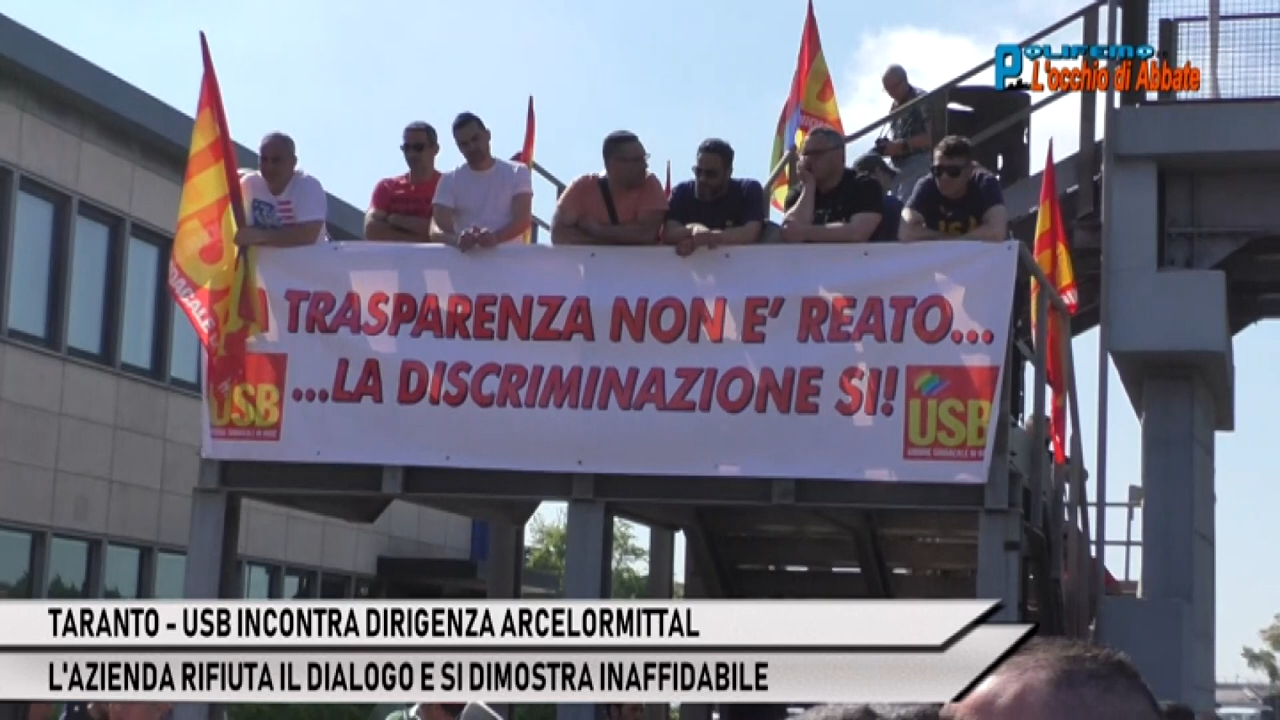 POLIFEMO..
L'occhio di Abbate
TRASPARENZA NON E' REATO...
...LA DISCRIMINAZIONE SI!
USB
USB
TARANTO - USB INCONTRA DIRIGENZA ARCELORMITTAL
L'AZIENDA RIFIUTA IL DIALOGO E SI DIMOSTRA INAFFIDABILE